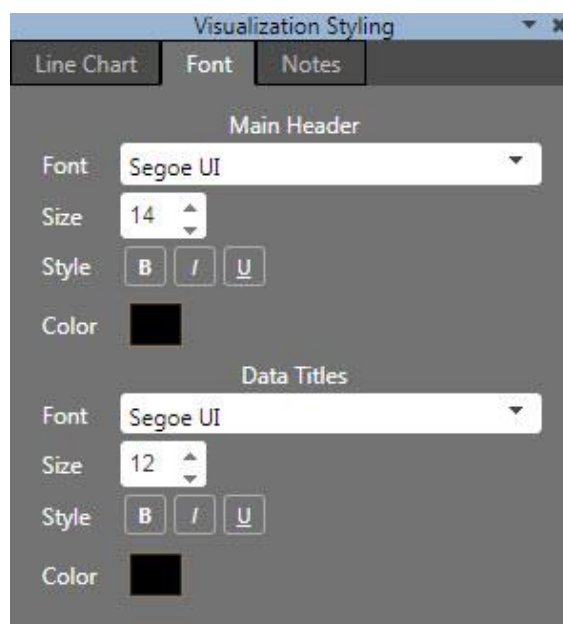 Visualization Styling
Line Chart Font Notes
Main Header
Font Segoe UI
Size 14
Style B I U
Color
Data Titles
Font Segoe UI
Size 12
Style B I U
Color